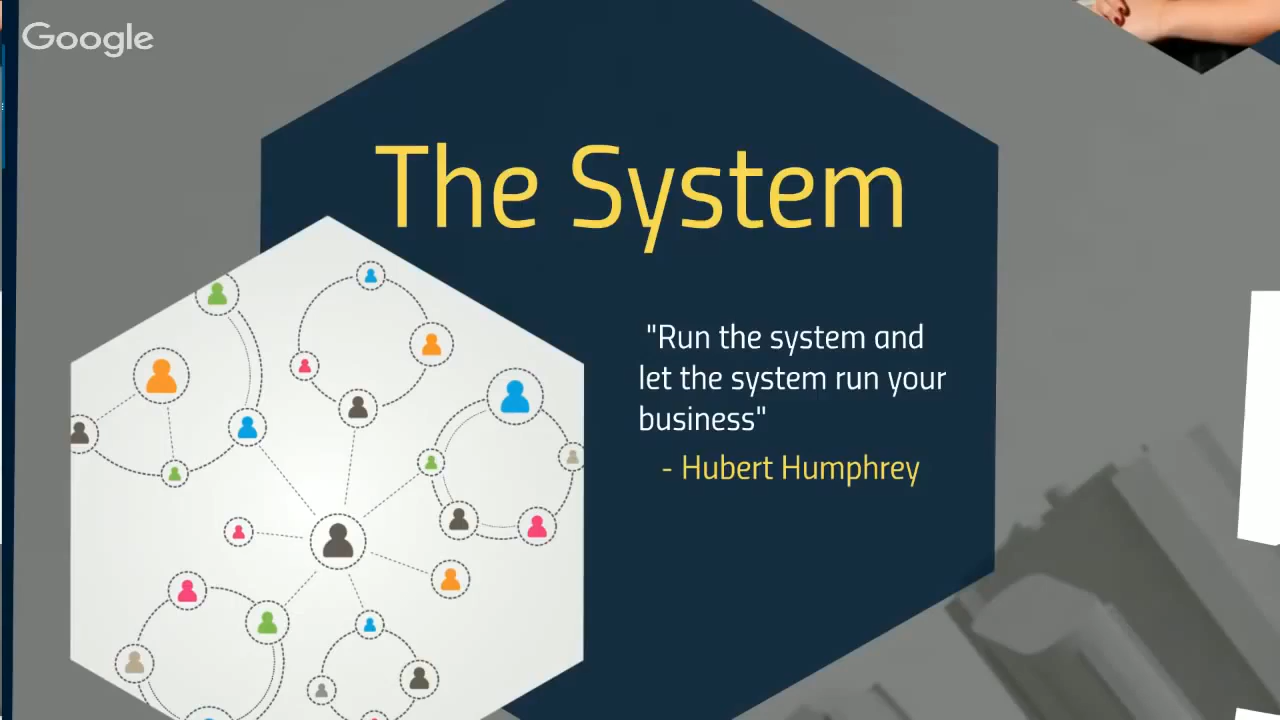 Google
The System
"Run the system and
let the system run your
business"
- Hubert Humphrey